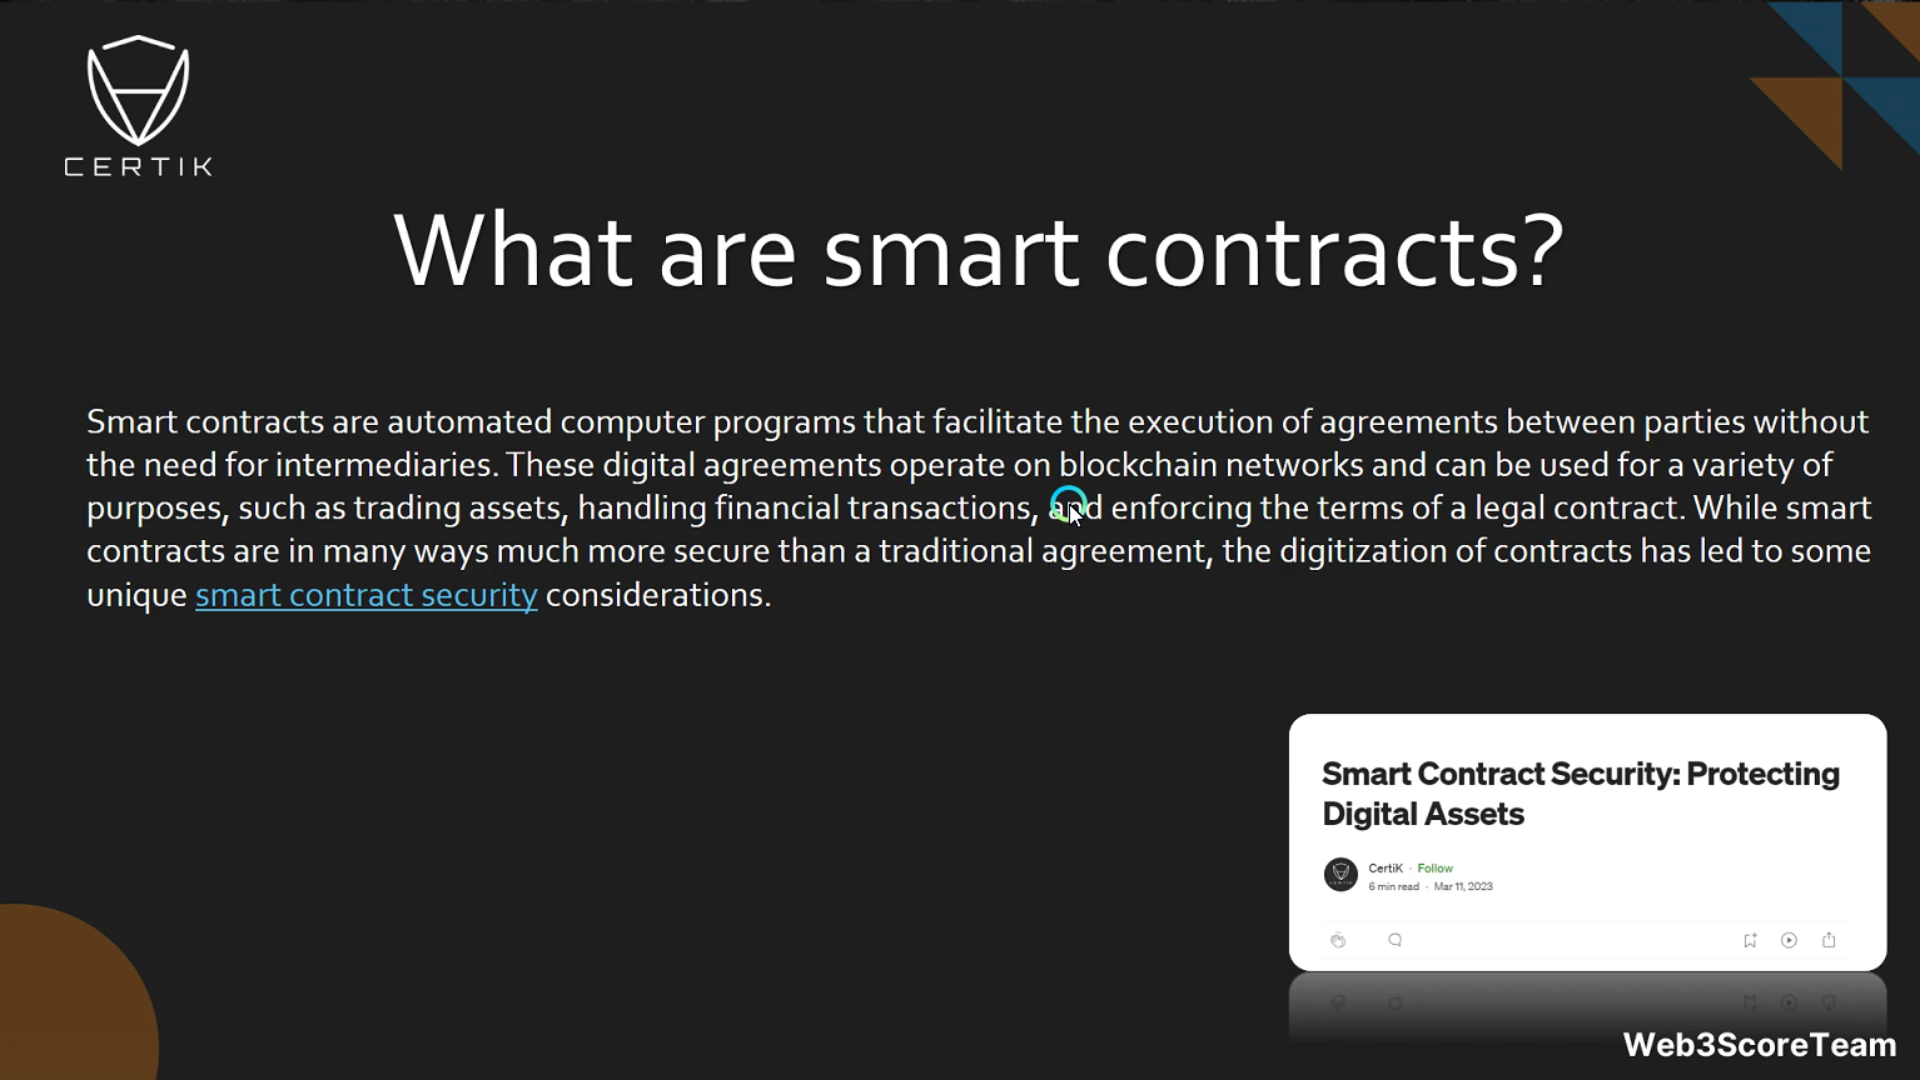 CERTIK
What are smart contracts?
Smart contracts are automated computer programs that facilitate the execution of agreements between parties without
the need for intermediaries. These digital agreements operate on blockchain networks and can be used for a variety of
purposes, such as trading assets, handling financial transactions, and enforcing the terms of a legal contract. While smart
contracts are in many ways much more secure than a traditional agreement, the digitization of contracts has led to some
unique smart contract security considerations.
Smart Contract Security: Protecting
Digital Assets
CertiK · Follow
6 min read · Mar 11, 2023
Web3ScoreTeam